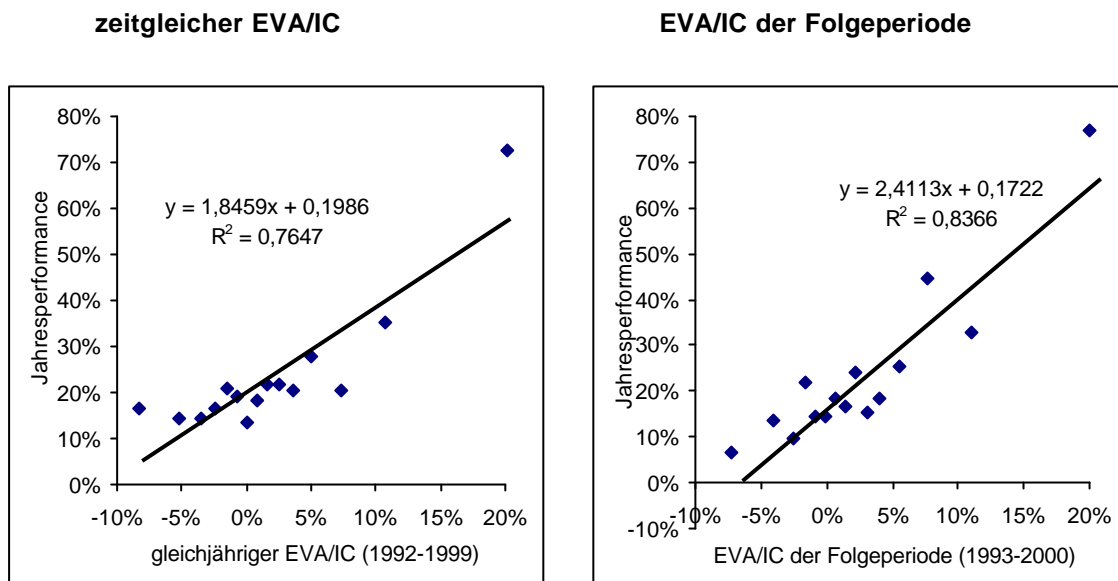 zeitgleicher EVA/IC
80%
70%
60%
50%
40%
30%
20%
10%
0%
-10% -5% 0% 5% 10% 15% 20%
Jahresperformance
y = 1,8459x + 0,1986
R² = 0,7647
gleichjähriger EVA/IC (1992-1999)
EVA/IC der Folgeperiode
80%
70%
60%
50%
40%
30%
20%
10%
0%
-10%
-10% -5% 0% 5% 10% 15% 20%
Jahresperformance
y = 2,4113x + 0,1722
R² = 0,8366
EVA/IC der Folgeperiode (1993-2000)